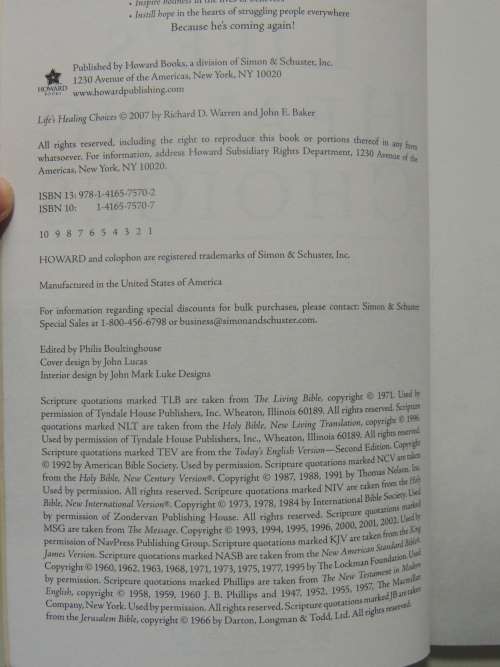 • Inspire holiness in the lives of believers
• Instill hope in the hearts of struggling people everywhere
Because he's coming again!
Published by Howard Books, a division of Simon & Schuster, Inc.
1230 Avenue of the Americas, New York, NY 10020
HOWARD
BOOKS
www.howardpublishing.com
Life's Healing Choices © 2007 by Richard D. Warren and John E. Baker
All rights reserved, including the right to reproduce this book or portions thereof in any form
whatsoever. For information, address Howard Subsidiary Rights Department, 1230 Avenue of the
Americas, New York, NY 10020.
ISBN 13: 978-1-4165-7570-2
ISBN 10: 1-4165-7570-7
10 9 8 7 6 5 4 3 2 1
HOWARD and colophon are registered trademarks of Simon & Schuster, Inc.
Manufactured in the United States of America
For information regarding special discounts for bulk purchases, please contact: Simon & Schuster
Special Sales at 1-800-456-6798 or business@simonandschuster.com.
Edited by Philis Boultinghouse
Cover design by John Lucas
Interior design by John Mark Luke Designs
Scripture quotations marked TLB are taken from The Living Bible, copyright © 1971. Used by
permission of Tyndale House Publishers, Inc. Wheaton, Illinois 60189. All rights reserved. Scripture
quotations marked NLT are taken from the Holy Bible, New Living Translation, copyright © 1996.
Used by permission of Tyndale House Publishers, Inc., Wheaton, Illinois 60189. All rights reserved.
Scripture quotations marked TEV are from the Today's English Version—Second Edition. Copyright
© 1992 by American Bible Society. Used by permission. Scripture quotations marked NCV are taken
from the Holy Bible, New Century Version®. Copyright © 1987, 1988, 1991 by Thomas Nelson, Inc.
Used by permission. All rights reserved. Scripture quotations marked NIV are taken from the Holy
Bible, New International Version®. Copyright © 1973, 1978, 1984 by International Bible Society. Used
by permission of Zondervan Publishing House. All rights reserved. Scripture quotations marked
MSG are taken from The Message. Copyright © 1993, 1994, 1995, 1996, 2000, 2001, 2002. Used by
permission of NavPress Publishing Group. Scripture quotations marked KJV are taken from the King
James Version. Scripture quotations marked NASB are taken from the New American Standard Bible®.
Copyright © 1960, 1962, 1963, 1968, 1971, 1973, 1975, 1977, 1995 by The Lockman Foundation. Used
by permission. Scripture quotations marked Phillips are taken from The New Testament in Modern
English, copyright © 1958, 1959, 1960 J. B. Phillips and 1947, 1952, 1955, 1957, The Macmillan
Company, New York. Used by permission. All rights reserved. Scripture quotations marked JB are taken
from the Jerusalem Bible, copyright © 1966 by Darton, Longman & Todd, Ltd. All rights reserved.